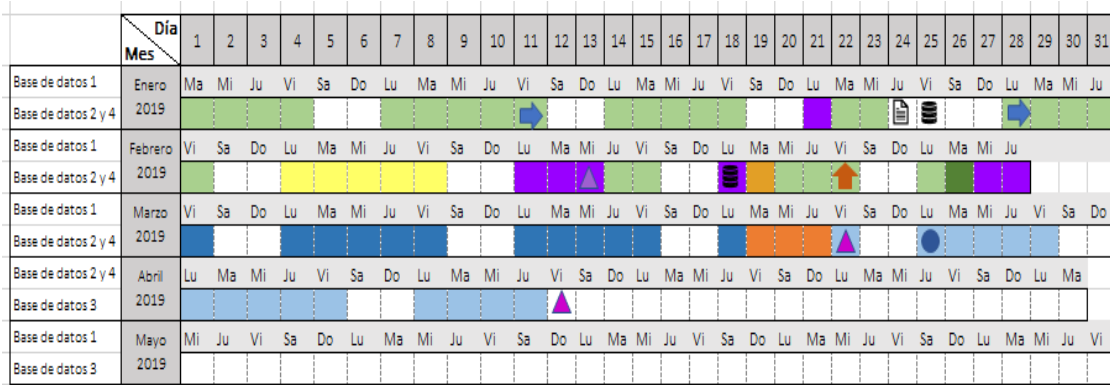 Día
Mes
1 2 3 4 5 6 7 8 9 10 11 12 13 14 15 16 17 18 19 20 21 22 23 24 25 26 27 28 29 30 31
Base de datos 1 Enero Ma Mi Ju Vi Sa Do Lu Ma Mi Ju Vi Sa Do Lu Ma Mi Ju Vi Sa Do Lu Ma Mi Ju Vi Sa Do Lu Ma Mi Ju
Base de datos 2 y 4 2019
Base de datos 1 Febrero Vi Sa Do Lu Ma Mi Ju Vi Sa Do Lu Ma Mi Ju Vi Sa Do Lu Ma Mi Ju Vi Sa Do Lu Ma Mi Ju
Base de datos 2 y 4 2019
Base de datos 1 Marzo Vi Sa Do Lu Ma Mi Ju Vi Sa Do Lu Ma Mi Ju Vi Sa Do Lu Ma Mi Ju Vi Sa Do Lu Ma Mi Ju Vi Sa Do
Base de datos 2 y 4 2019
Base de datos 2 y 4 Abril Lu Ma Mi Ju Vi Sa Do Lu Ma Mi Ju Vi Sa Do Lu Ma Mi Ju Vi Sa Do Lu Ma Mi Ju Vi Sa Do Lu Ma
Base de datos 3 2019
Base de datos 1 Mayo Mi Ju Vi Sa Do Lu Ma Mi Ju Vi Sa Do Lu Ma Mi Ju Vi Sa Do Lu Ma Mi Ju Vi Sa Do Lu Ma Mi Ju Vi
Base de datos 3 2019